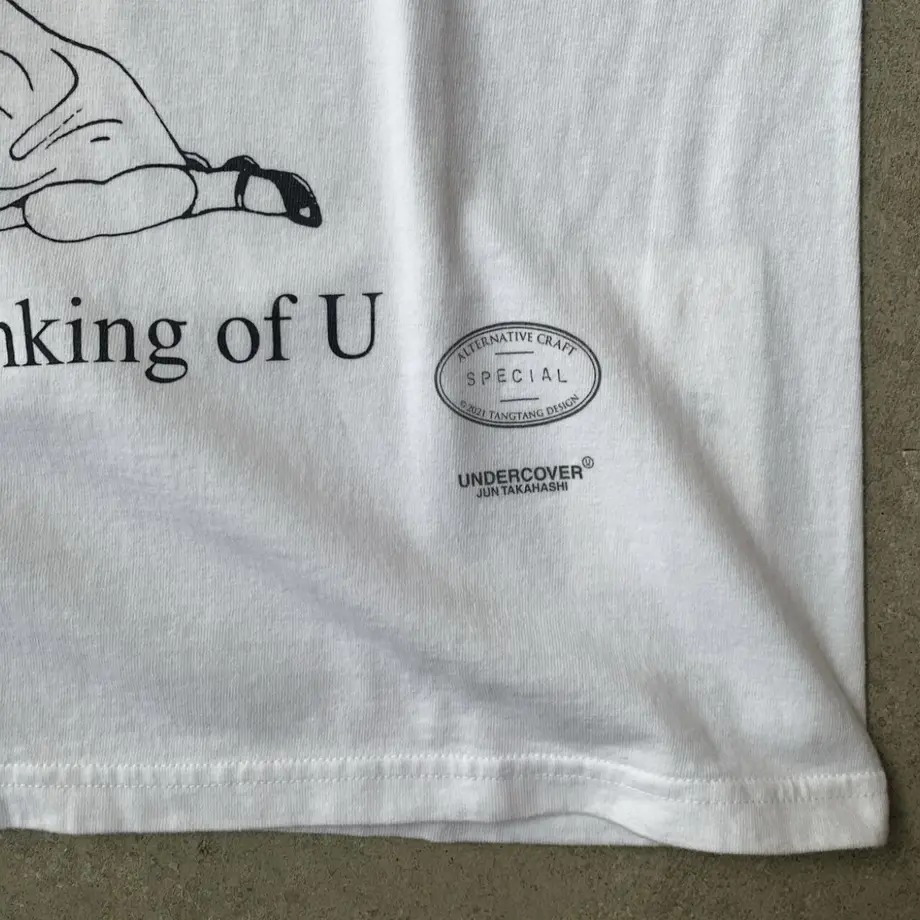 nking of U
ALTERNATIVE CRAFT
SPECIAL
© 2021 TANGTANG DESIGN
UNDERCOVER Ⓤ
JUN TAKAHASHI